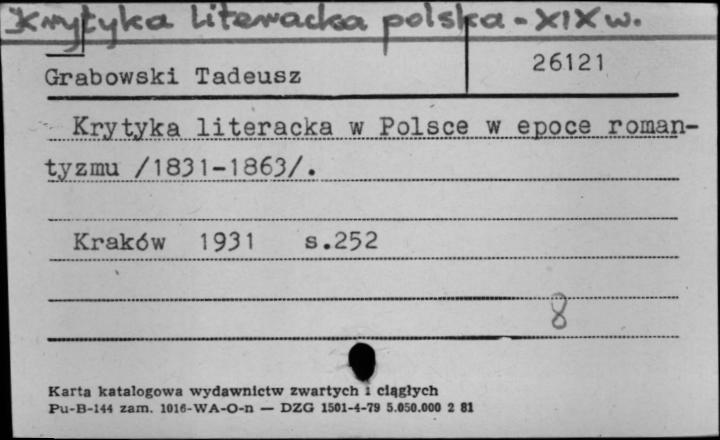 Krytyka literacka polska - XIX w.
Grabowski Tadeusz 26121
Krytyka literacka w Polsce w epoce roman-
tyzmu /1831-1863/.
Kraków 1931 s.252
8
Karta katalogowa wydawnictw zwartych i ciągłych
Pu-B-144 zam. 1016-WA-O-n — DZG 1501-4-79 5.050.000 2 81